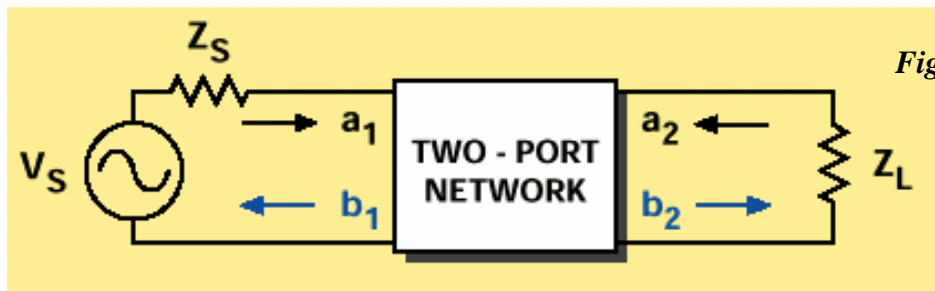 Z_S
Fig
V_S
a_1
a_2
TWO - PORT
NETWORK
Z_L
b_1
b_2